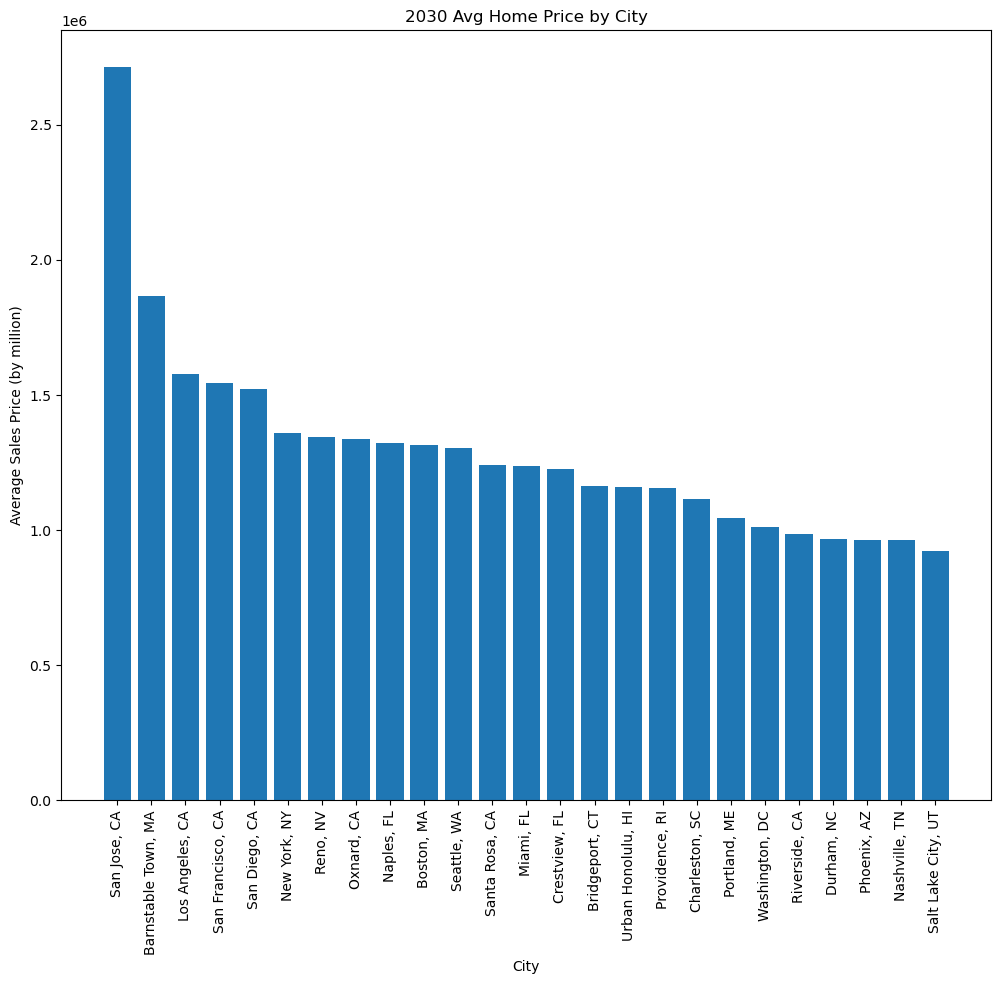 2030 Avg Home Price by City
1e6
2.5
2.0
1.5
1.0
0.5
0.0
Average Sales Price (by million)
San Jose, CA
Barnstable Town, MA
Los Angeles, CA
San Francisco, CA
San Diego, CA
New York, NY
Reno, NV
Oxnard, CA
Naples, FL
Boston, MA
Seattle, WA
Santa Rosa, CA
Miami, FL
Crestview, FL
Bridgeport, CT
Urban Honolulu, HI
Providence, RI
Charleston, SC
Portland, ME
Washington, DC
Riverside, CA
Durham, NC
Phoenix, AZ
Nashville, TN
Salt Lake City, UT
City